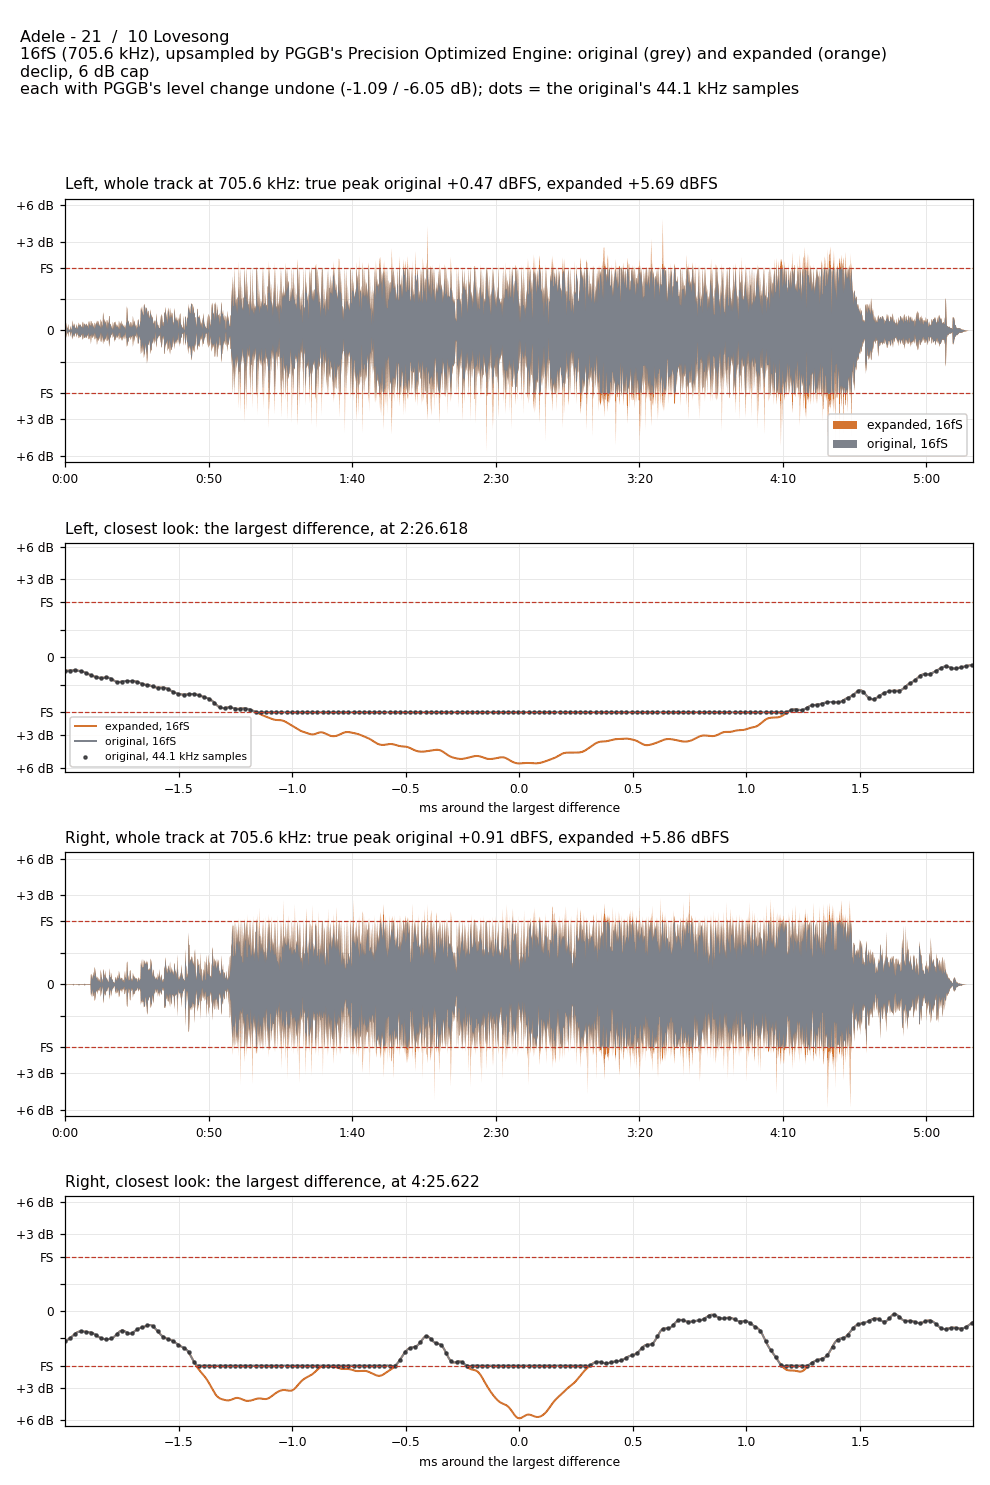 Adele - 21 / 10 Lovesong
16fS (705.6 kHz), upsampled by PGGB's Precision Optimized Engine: original (grey) and expanded (orange)
declip, 6 dB cap
each with PGGB's level change undone (-1.09 / -6.05 dB); dots = the original's 44.1 kHz samples
Left, whole track at 705.6 kHz: true peak original +0.47 dBFS, expanded +5.69 dBFS
+6 dB
+3 dB
FS
0
FS
+3 dB
+6 dB
expanded, 16fS
original, 16fS
0:00 0:50 1:40 2:30 3:20 4:10 5:00
Left, closest look: the largest difference, at 2:26.618
+6 dB
+3 dB
FS
0
FS
+3 dB
+6 dB
expanded, 16fS
original, 16fS
original, 44.1 kHz samples
−1.5 −1.0 −0.5 0.0 0.5 1.0 1.5
ms around the largest difference
Right, whole track at 705.6 kHz: true peak original +0.91 dBFS, expanded +5.86 dBFS
+6 dB
+3 dB
FS
0
FS
+3 dB
+6 dB
0:00 0:50 1:40 2:30 3:20 4:10 5:00
Right, closest look: the largest difference, at 4:25.622
+6 dB
+3 dB
FS
0
FS
+3 dB
+6 dB
−1.5 −1.0 −0.5 0.0 0.5 1.0 1.5
ms around the largest difference